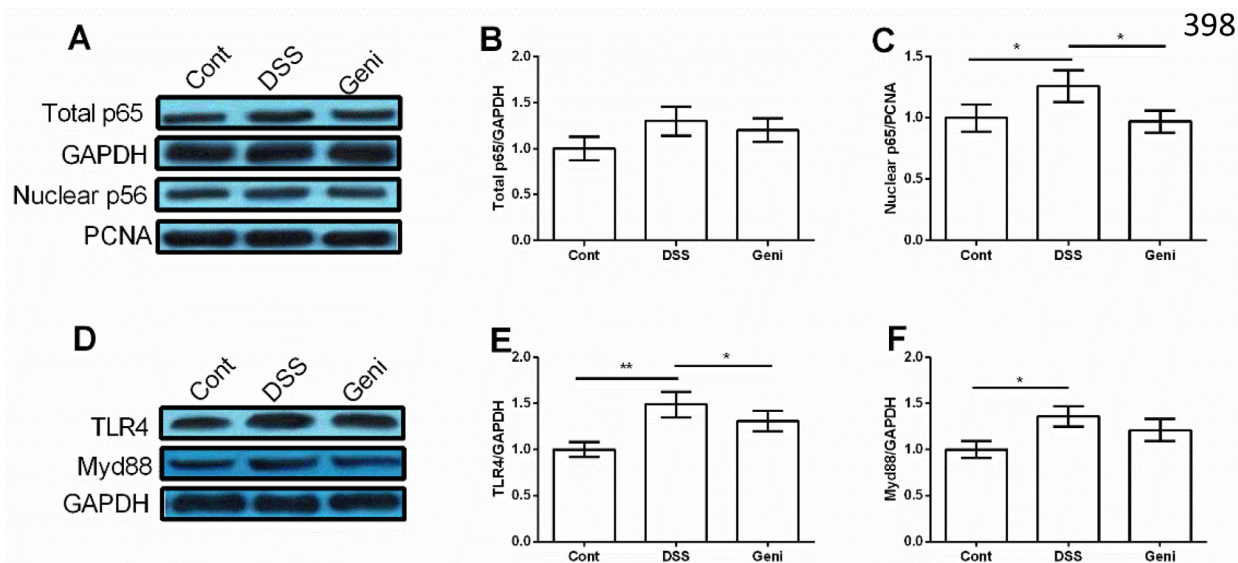 398
A
Cont DSS Geni
Total p65
GAPDH
Nuclear p56
PCNA
B
Total p65/GAPDH
2.0
1.5
1.0
0.5
0.0
Cont DSS Geni
C
Nuclear p65/PCNA
* *
1.5
1.0
0.5
0.0
Cont DSS Geni
D
Cont DSS Geni
TLR4
Myd88
GAPDH
E
TLR4/GAPDH
** *
2.0
1.5
1.0
0.5
0.0
Cont DSS Geni
F
Myd88/GAPDH
*
2.0
1.5
1.0
0.5
0.0
Cont DSS Geni